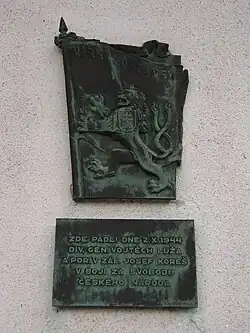 ZDE PADLI DNE 2.X.1944
DIV. GEN. VOJTĚCH LUŽA
A POR. V ZÁL. JOSEF KOREŠ
V BOJI ZA SVOBODU
ČESKÉHO NÁRODA